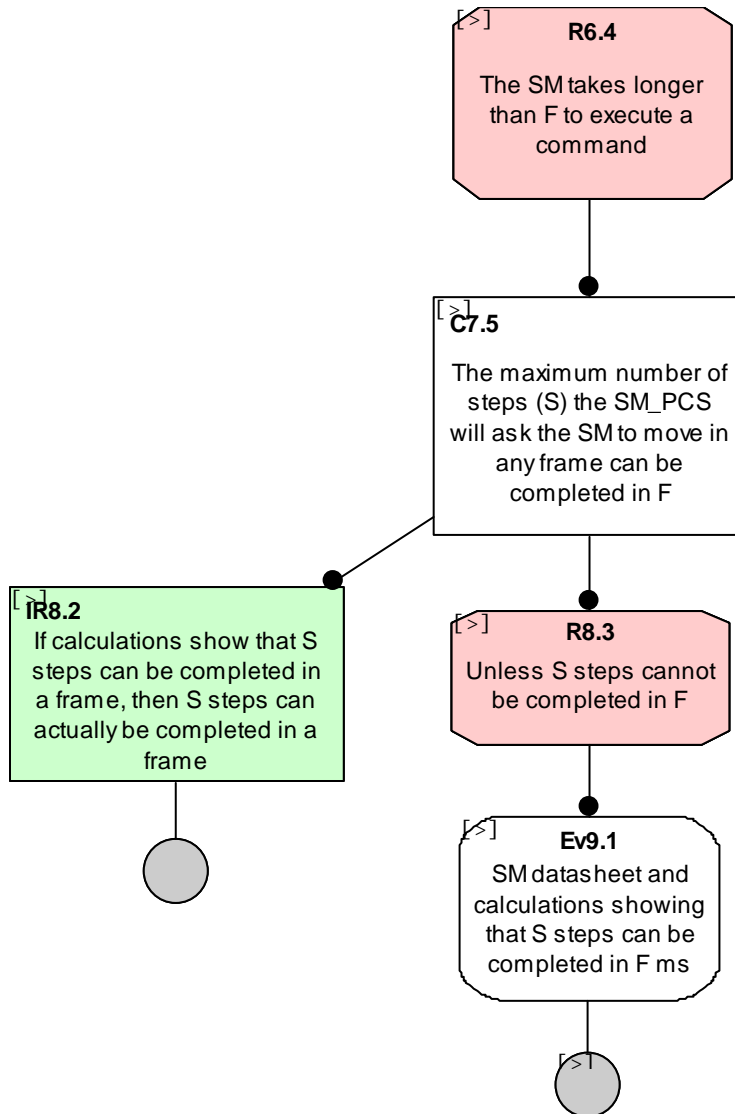 [>]
R6.4
The SM takes longer
than F to execute a
command
[>]
C7.5
The maximum number of
steps (S) the SM_PCS
will ask the SM to move in
any frame can be
completed in F
[>]
IR8.2
If calculations show that S
steps can be completed in
a frame, then S steps can
actually be completed in a
frame
[>]
R8.3
Unless S steps cannot
be completed in F
[>]
Ev9.1
SM datasheet and
calculations showing
that S steps can be
completed in F ms
[>]